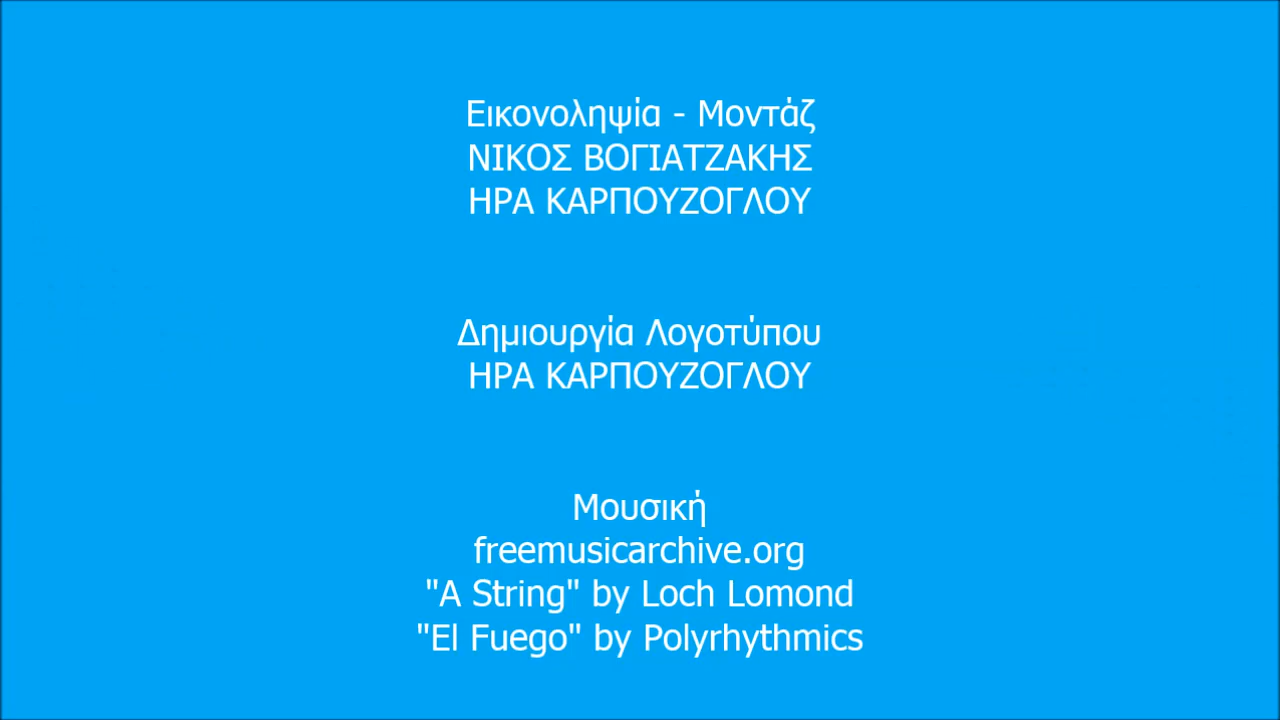 Εικονοληψία - Μοντάζ
ΝΙΚΟΣ ΒΟΓΙΑΤΖΑΚΗΣ
ΗΡΑ ΚΑΡΠΟΥΖΟΓΛΟΥ
Δημιουργία Λογοτύπου
ΗΡΑ ΚΑΡΠΟΥΖΟΓΛΟΥ
Μουσική
freemusicarchive.org
"A String" by Loch Lomond
"El Fuego" by Polyrhythmics